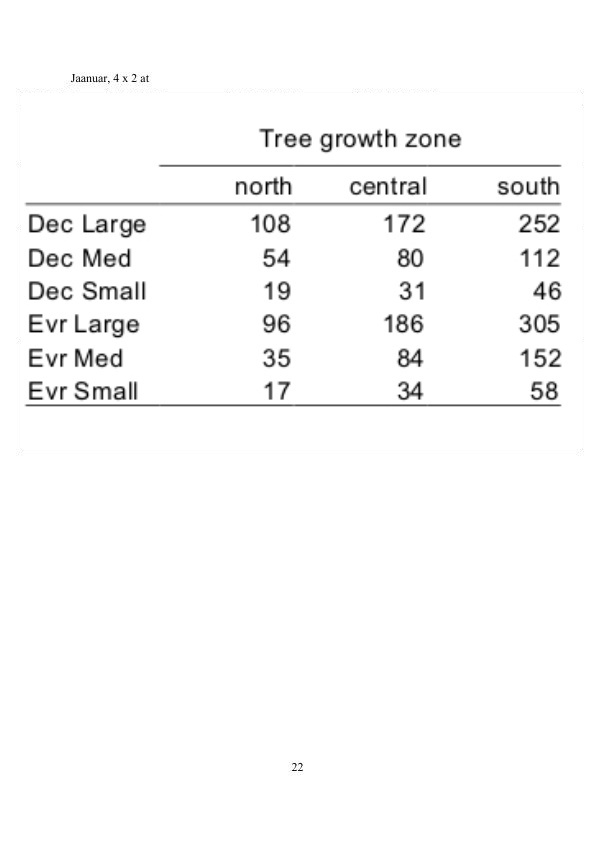 Jaanuar, 4 x 2 at
Tree growth zone
north central south
Dec Large 108 172 252
Dec Med 54 80 112
Dec Small 19 31 46
Evr Large 96 186 305
Evr Med 35 84 152
Evr Small 17 34 58
22